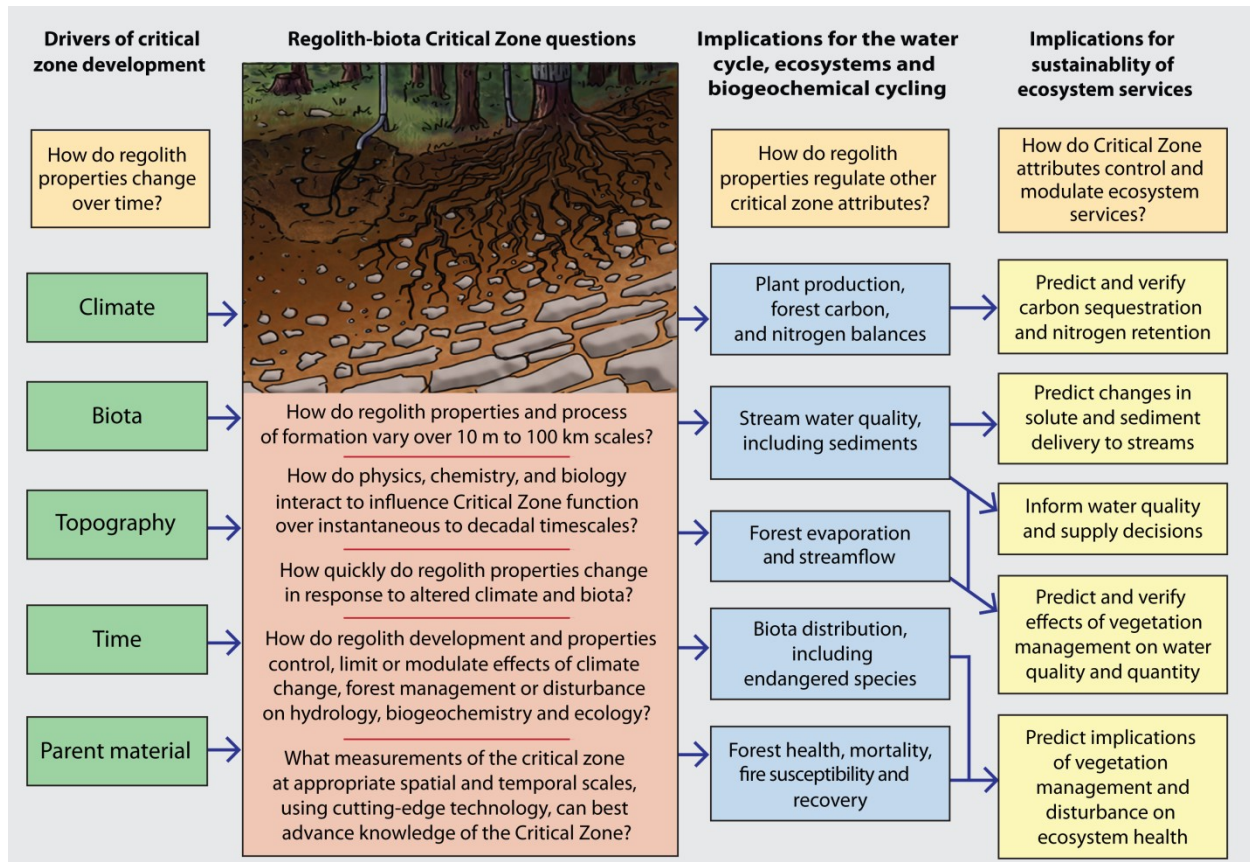 Drivers of critical
zone development
How do regolith
properties change
over time?
Climate
Biota
Topography
Time
Parent material
Regolith-biota Critical Zone questions
How do regolith properties and process
of formation vary over 10 m to 100 km scales?
How do physics, chemistry, and biology
interact to influence Critical Zone function
over instantaneous to decadal timescales?
How quickly do regolith properties change
in response to altered climate and biota?
How do regolith development and properties
control, limit or modulate effects of climate
change, forest management or disturbance
on hydrology, biogeochemistry and ecology?
What measurements of the critical zone
at appropriate spatial and temporal scales,
using cutting-edge technology, can best
advance knowledge of the Critical Zone?
Implications for the water
cycle, ecosystems and
biogeochemical cycling
How do regolith
properties regulate other
critical zone attributes?
Plant production,
forest carbon,
and nitrogen balances
Stream water quality,
including sediments
Forest evaporation
and streamflow
Biota distribution,
including
endangered species
Forest health, mortality,
fire susceptibility and
recovery
Implications for
sustainablity of
ecosystem services
How do Critical Zone
attributes control and
modulate ecosystem
services?
Predict and verify
carbon sequestration
and nitrogen retention
Predict changes in
solute and sediment
delivery to streams
Inform water quality
and supply decisions
Predict and verify
effects of vegetation
management on water
quality and quantity
Predict implications
of vegetation
management and
disturbance on
ecosystem health